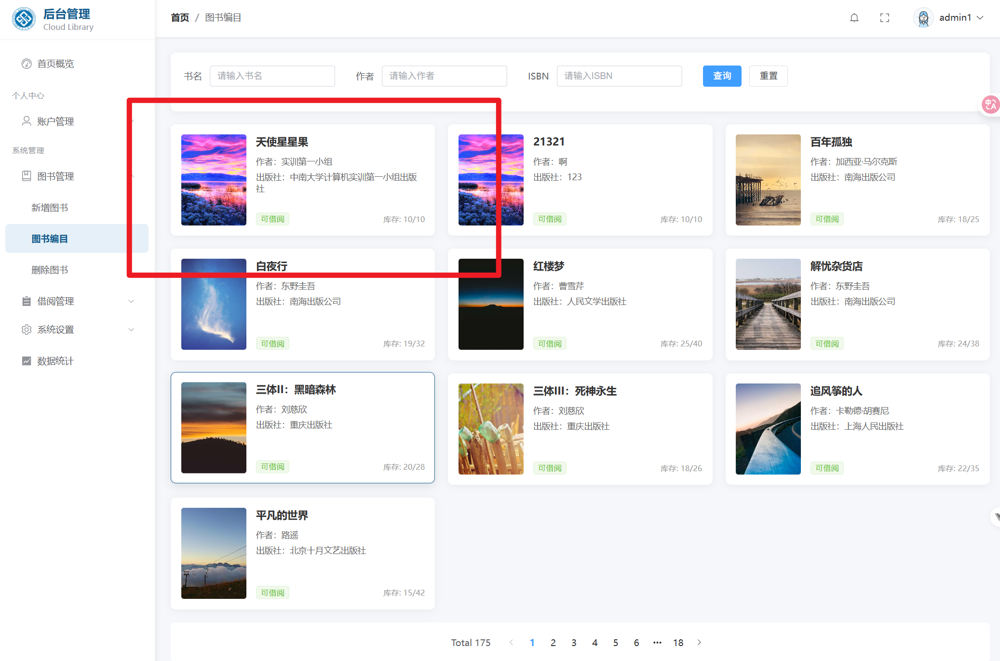 后台管理
Cloud Library
首页 / 图书编目
admin1
首页概览
个人中心
账户管理
系统管理
图书管理
新增图书
图书编目
删除图书
借阅管理
系统设置
数据统计
书名 请输入书名 作者 请输入作者 ISBN 请输入ISBN 查询 重置
中A
天使星星果
作者：实训第一小组
出版社：中南大学计算机实训第一小组出版
社
可借阅 库存: 10/10
21321
作者：啊
出版社：123
可借阅 库存: 10/10
百年孤独
作者：加西亚·马尔克斯
出版社：南海出版公司
可借阅 库存: 18/25
白夜行
作者：东野圭吾
出版社：南海出版公司
可借阅 库存: 19/32
红楼梦
作者：曹雪芹
出版社：人民文学出版社
可借阅 库存: 25/40
解忧杂货店
作者：东野圭吾
出版社：南海出版公司
可借阅 库存: 24/38
三体II：黑暗森林
作者：刘慈欣
出版社：重庆出版社
可借阅 库存: 20/28
三体III：死神永生
作者：刘慈欣
出版社：重庆出版社
可借阅 库存: 18/26
追风筝的人
作者：卡勒德·胡赛尼
出版社：上海人民出版社
可借阅 库存: 22/35
平凡的世界
作者：路遥
出版社：北京十月文艺出版社
可借阅 库存: 15/42
Total 175 1 2 3 4 5 6 ••• 18